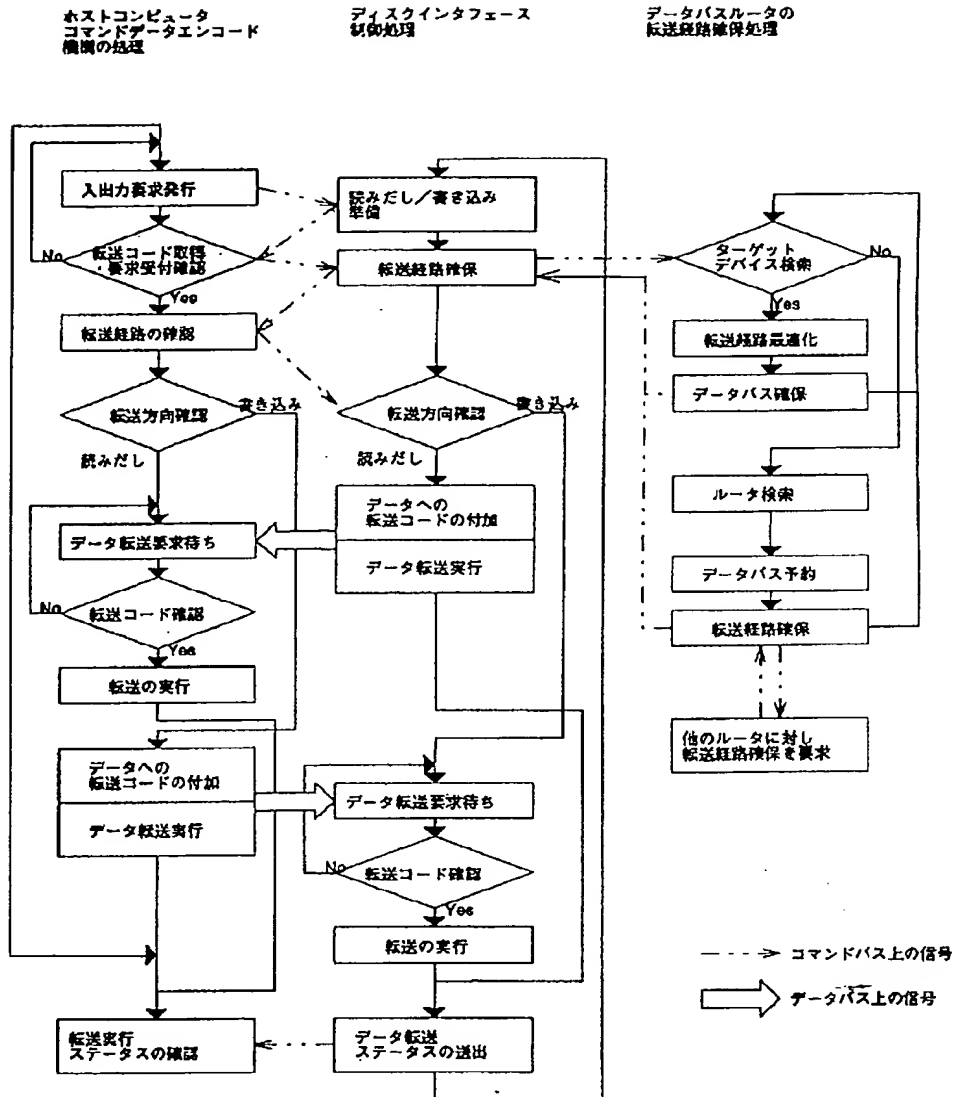 ホストコンピュータ
コマンドデータエンコード
機関の処理
ディスクインタフェース
制御処理
データバスルータの
転送経路確保処理
入出力要求発行
転送コード取得
要求受付確認
No
Yes
転送経路の確認
転送方向確認
書き込み
読みだし
データ転送要求待ち
転送コード確認
No
Yes
転送の実行
データへの
転送コードの付加
データ転送実行
転送実行
ステータスの確認
読みだし/書き込み
準備
転送経路確保
転送方向確認
書き込み
読みだし
データへの
転送コードの付加
データ転送実行
データ転送要求待ち
転送コード確認
No
Yes
転送の実行
データ転送
ステータスの送出
ターゲット
デバイス検索
No
Yes
転送経路最適化
データバス確保
ルータ検索
データバス予約
転送経路確保
他のルータに対し
転送経路確保を要求
コマンドバス上の信号
データバス上の信号